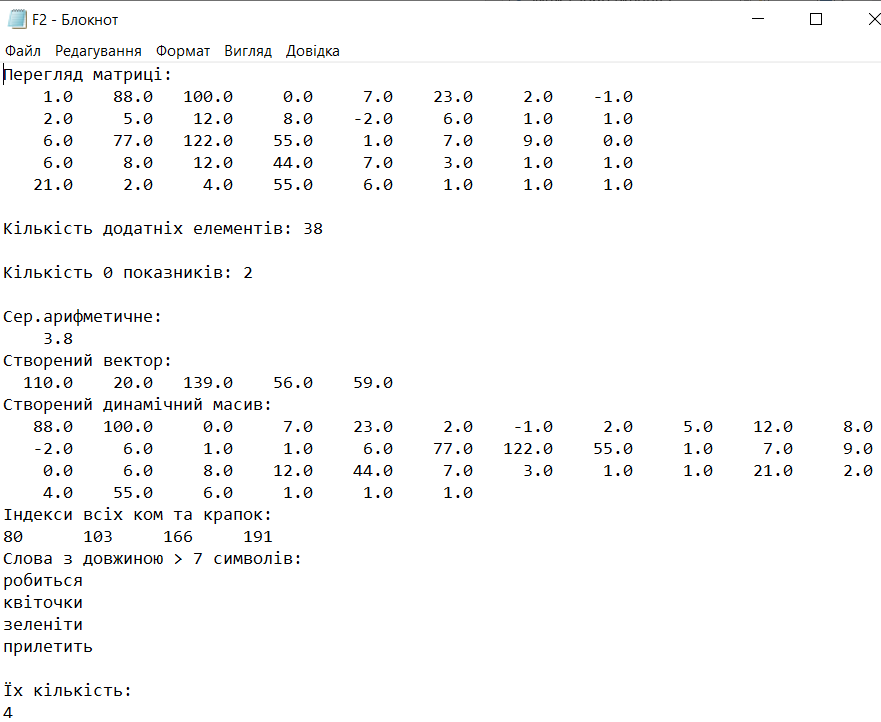 F2 - Блокнот
Файл Редагування Формат Вигляд Довідка
Перегляд матриці:
1.0 88.0 100.0 0.0 7.0 23.0 2.0 -1.0
2.0 5.0 12.0 8.0 -2.0 6.0 1.0 1.0
6.0 77.0 122.0 55.0 1.0 7.0 9.0 0.0
6.0 8.0 12.0 44.0 7.0 3.0 1.0 1.0
21.0 2.0 4.0 55.0 6.0 1.0 1.0 1.0
Кількість додатніх елементів: 38
Кількість 0 показників: 2
Сер.арифметичне:
3.8
Створений вектор:
110.0 20.0 139.0 56.0 59.0
Створений динамічний масив:
88.0 100.0 0.0 7.0 23.0 2.0 -1.0 2.0 5.0 12.0 8.0
-2.0 6.0 1.0 1.0 6.0 77.0 122.0 55.0 1.0 7.0 9.0
0.0 6.0 8.0 12.0 44.0 7.0 3.0 1.0 1.0 21.0 2.0
4.0 55.0 6.0 1.0 1.0 1.0
Індекси всіх ком та крапок:
80 103 166 191
Слова з довжиною > 7 символів:
робиться
квіточки
зеленіти
прилетить
Їх кількість:
4